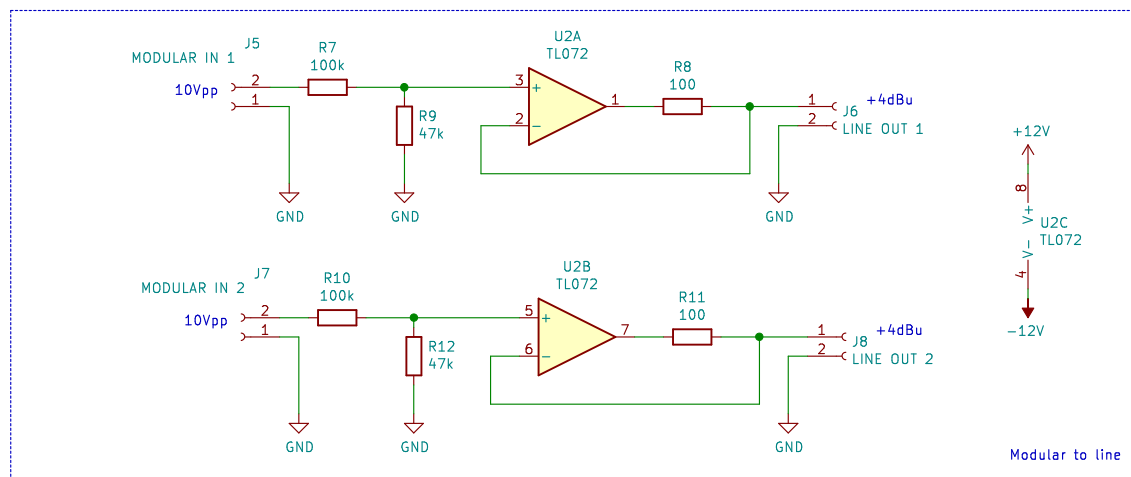 MODULAR IN 1
J5
10Vpp
2
1
R7
100k
R9
47k
GND
GND
U2A
TL072
3
+
2
-
1
R8
100
1
2
+4dBu
J6
LINE OUT 1
GND
+12V
8
V+
U2C
TL072
V-
4
-12V
MODULAR IN 2
J7
10Vpp
2
1
R10
100k
R12
47k
GND
GND
U2B
TL072
5
+
6
-
7
R11
100
1
2
+4dBu
J8
LINE OUT 2
GND
Modular to line